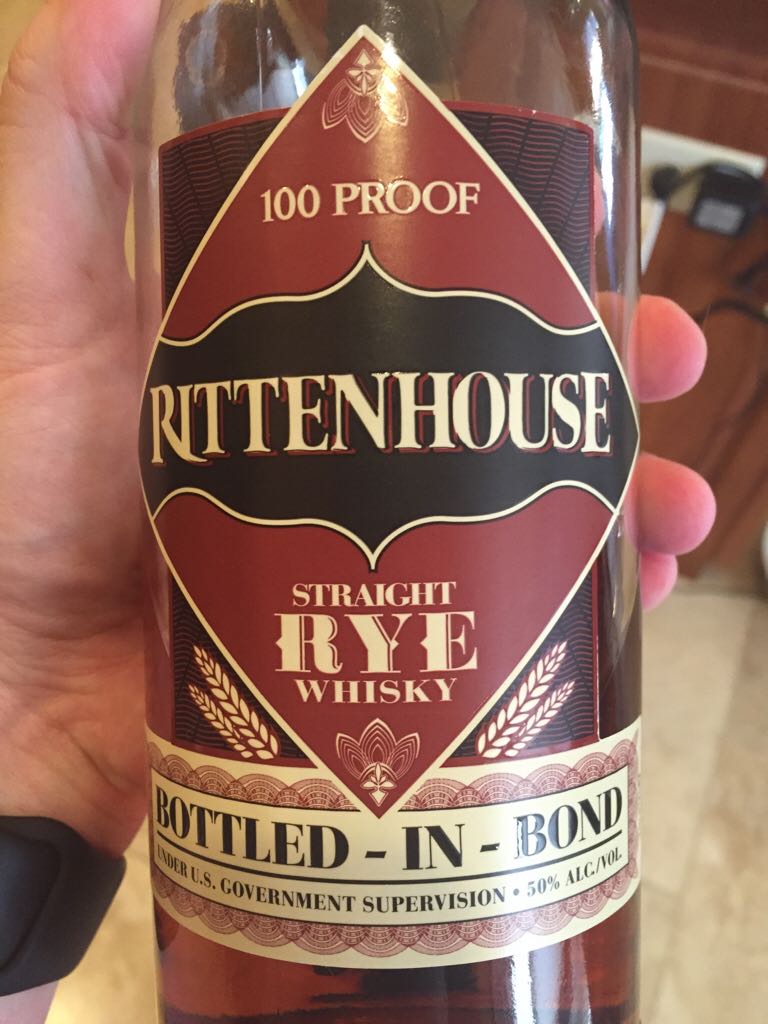 100 PROOF
RITTENHOUSE
STRAIGHT
RYE
WHISKY
BOTTLED - IN - BOND
UNDER U.S. GOVERNMENT SUPERVISION • 50% ALC./VOL.